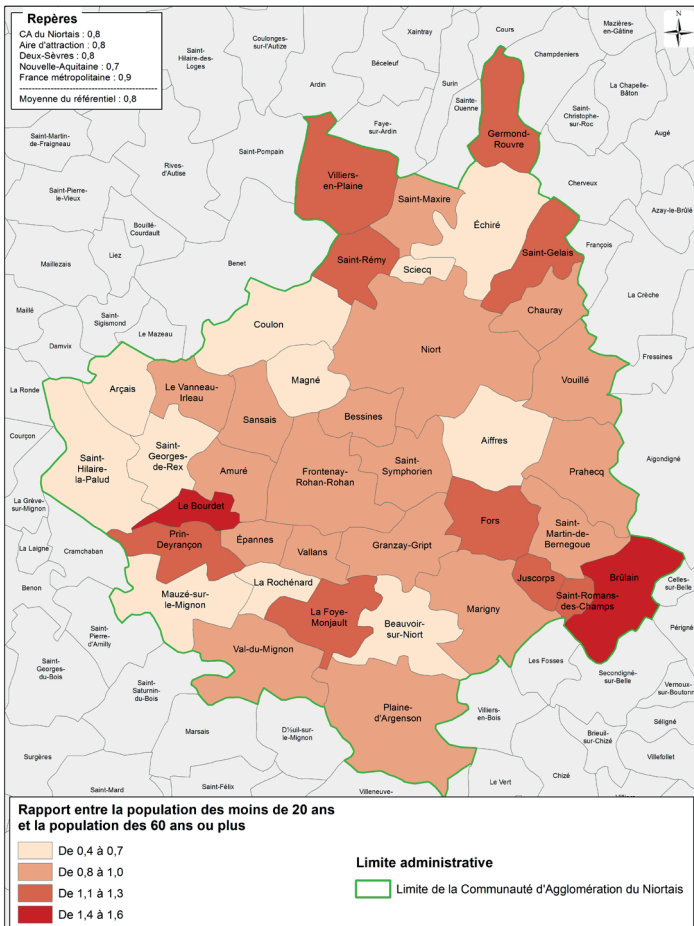 Repères
CA du Niortais : 0,8
Aire d'attraction : 0,8
Deux-Sèvres : 0,8
Nouvelle-Aquitaine : 0,7
France métropolitaine : 0,9
Moyenne du référentiel : 0,8
N
Saint-
Hilaire-
des-Loges
Coulonges-
sur-l'Autize
Xaintray
Cours
Mazières-
en-Gâtine
Béceleuf
Champdeniers
Ardin
Surin
La Chapelle-
Bâton
Sainte-
Ouenne
Saint-
Christophe-
sur-Roc
Faye-
sur-Ardin
Germond-
Rouvre
Augé
Saint-Martin-
de-Fraigneau
Saint-Pompain
Rives-
d'Autise
Villiers-
en-Plaine
Cherveux
Saint-Pierre-
le-Vieux
Saint-Maxire
Azay-le-Brûlé
Bouillé-
Courdault
Échiré
Saint-Gelais
François
Liez
Maillezais
Benet
Saint-Rémy
Sciecq
La Crèche
Chauray
Maillé
Saint-
Sigismond
Coulon
Damvix
Le Mazeau
Niort
Fressines
La Ronde
Arçais
Le Vanneau-
Irleau
Magné
Vouillé
Sansais
Bessines
Courçon
Saint-
Georges-
de-Rex
Aiffres
Saint-
Hilaire-
la-Palud
Amuré
Frontenay-
Rohan-Rohan
Saint-
Symphorien
Prahecq
Aigondigné
La Grève-
sur-Mignon
Le Bourdet
Fors
Saint-
Martin-de-
Bernegoue
Prin-
Deyrançon
Épannes
Vallans
Granzay-Gript
La Laigne
Cramchaban
Juscorps
Brûlain
Celles-
sur-Belle
Benon
La Rochénard
Mauzé-sur-
le-Mignon
La Foye-
Monjault
Beauvoir-
sur-Niort
Marigny
Saint-Romans-
des-Champs
Périgné
Saint-
Pierre-
d'Amilly
Val-du-Mignon
Les Fosses
Saint-
Georges-
du-Bois
Secondigné-
sur-Belle
Saint-
Saturnin-
du-Bois
Vernoux-
sur-Boutonn
Plaine-
d'Argenson
Villiers-
en-Bois
Séligné
Marsais
D½uil-sur-
le-Mignon
Brieuil-
sur-Chizé
Surgères
Villefollet
Saint-Mard
Saint-Félix
Villeneuve-
Le Vert
Chizé
Rapport entre la population des moins de 20 ans
et la population des 60 ans ou plus
De 0,4 à 0,7
De 0,8 à 1,0
De 1,1 à 1,3
De 1,4 à 1,6
Limite administrative
Limite de la Communauté d'Agglomération du Niortais